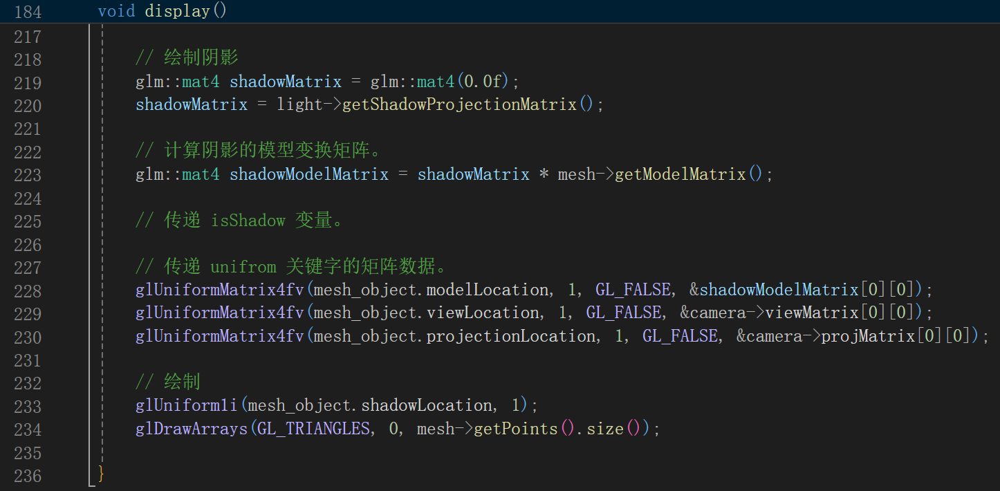 184 void display()
217
218 // 绘制阴影
219 glm::mat4 shadowMatrix = glm::mat4(0.0f);
220 shadowMatrix = light->getShadowProjectionMatrix();
221
222 // 计算阴影的模型变换矩阵。
223 glm::mat4 shadowModelMatrix = shadowMatrix * mesh->getModelMatrix();
224
225 // 传递 isShadow 变量。
226
227 // 传递 unifrom 关键字的矩阵数据。
228 glUniformMatrix4fv(mesh_object.modelLocation, 1, GL_FALSE, &shadowModelMatrix[0][0]);
229 glUniformMatrix4fv(mesh_object.viewLocation, 1, GL_FALSE, &camera->viewMatrix[0][0]);
230 glUniformMatrix4fv(mesh_object.projectionLocation, 1, GL_FALSE, &camera->projMatrix[0][0]);
231
232 // 绘制
233 glUniform1i(mesh_object.shadowLocation, 1);
234 glDrawArrays(GL_TRIANGLES, 0, mesh->getPoints().size());
235
236 }